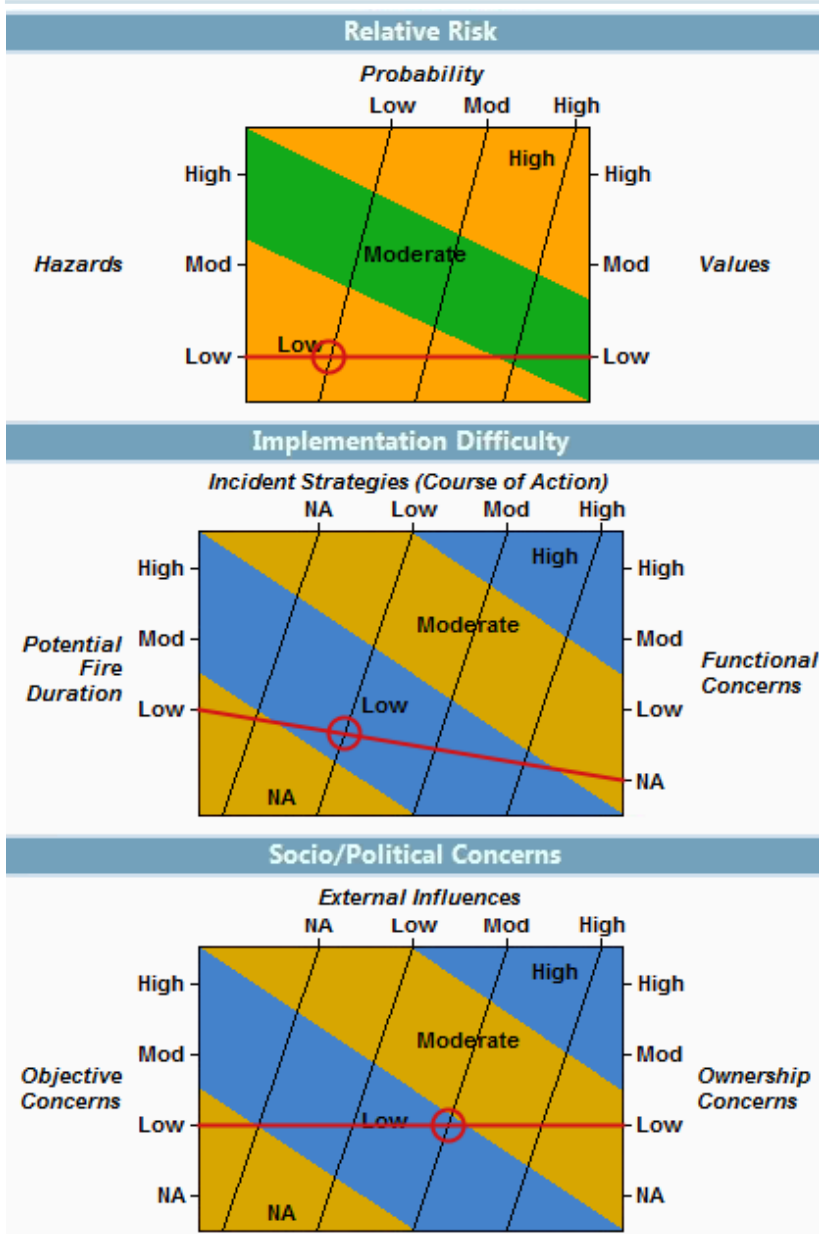 Relative Risk
Probability
Low Mod High
High High High
Hazards Mod Moderate Mod Values
Low Low Low
Implementation Difficulty
Incident Strategies (Course of Action)
NA Low Mod High
High High High
Potential Fire Duration Mod Moderate Mod Functional Concerns
Low Low Low
NA NA
Socio/Political Concerns
External Influences
NA Low Mod High
High High High
Objective Concerns Mod Moderate Mod Ownership Concerns
Low Low Low
NA NA NA